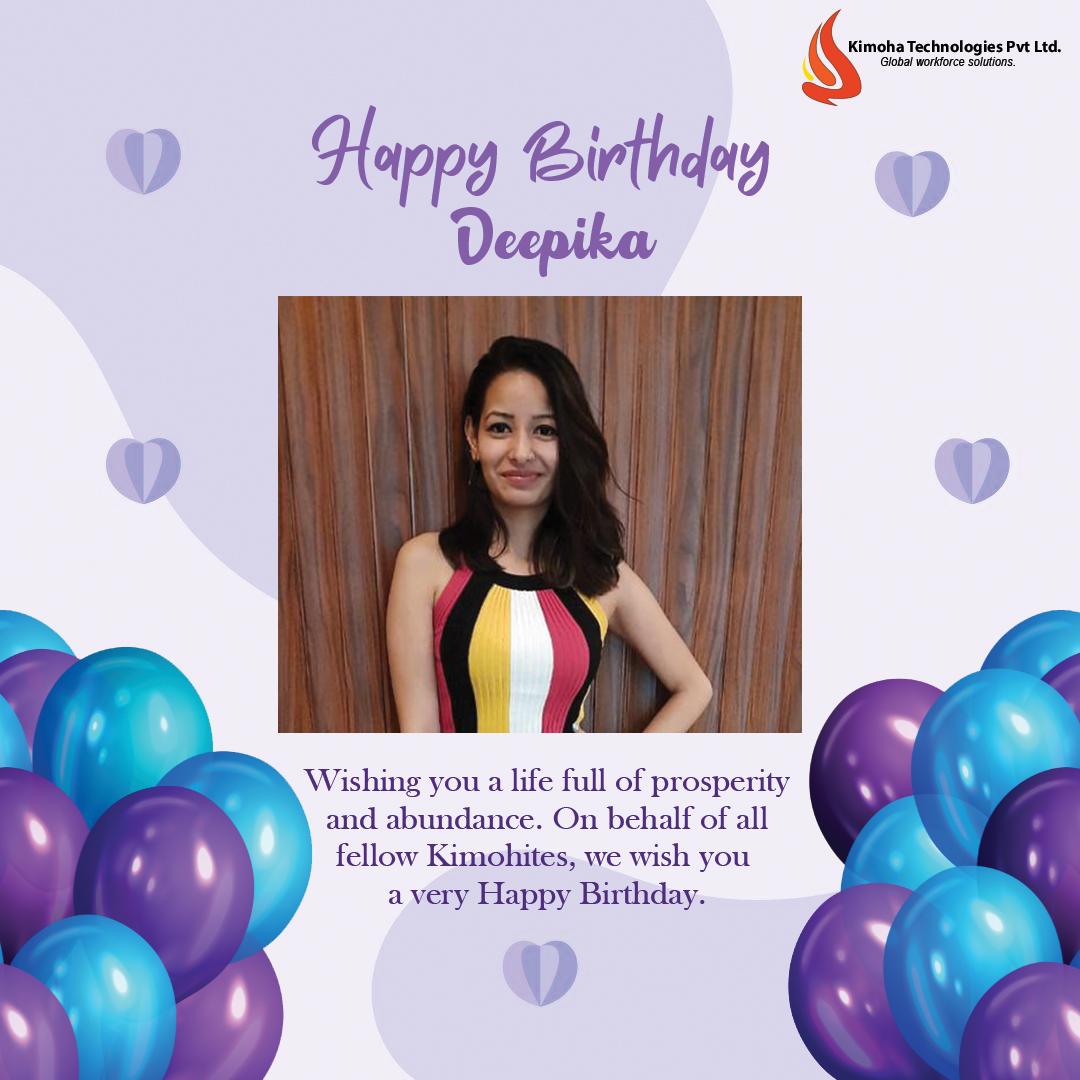 Kimoha Technologies Pvt Ltd.
Global workforce solutions.
Happy Birthday
Deepika
Wishing you a life full of prosperity
and abundance. On behalf of all
fellow Kimohites, we wish you
a very Happy Birthday.